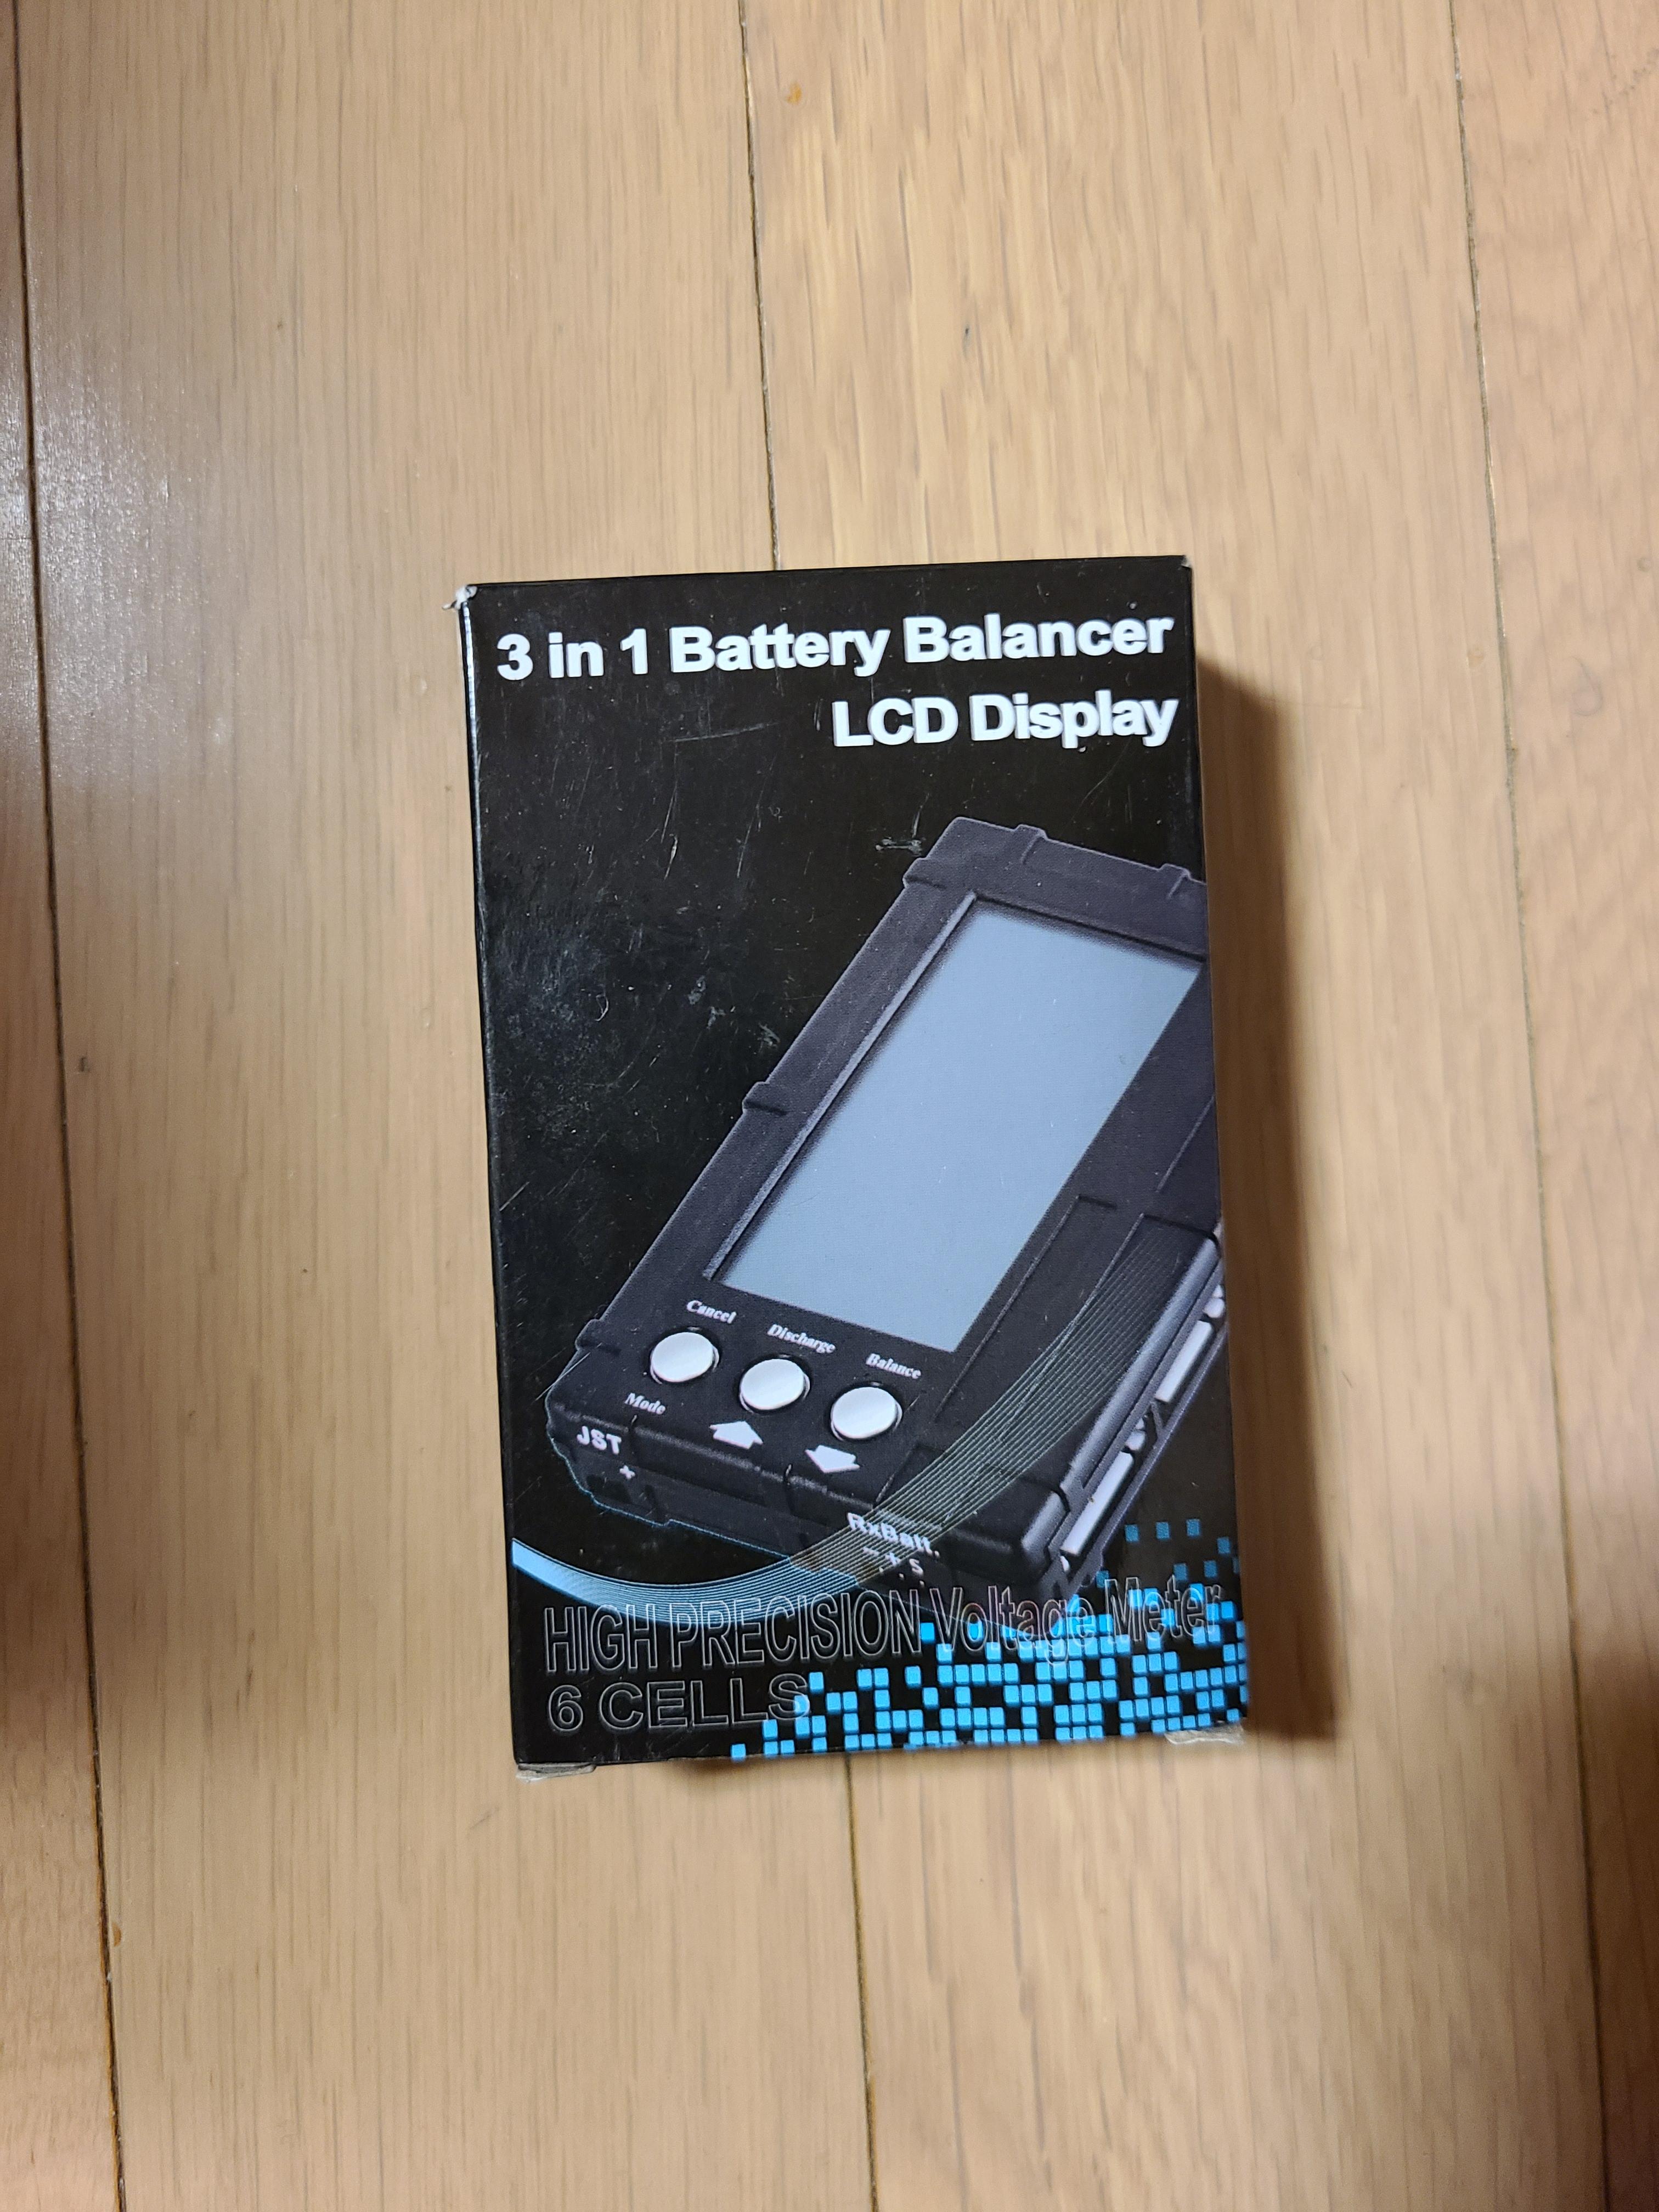 3 in 1 Battery Balancer
LCD Display
Cancel
Discharge
Balance
Mode
JST
+
RxBatt.
- + S
HIGH PRECISION Voltage Meter
6 CELLS